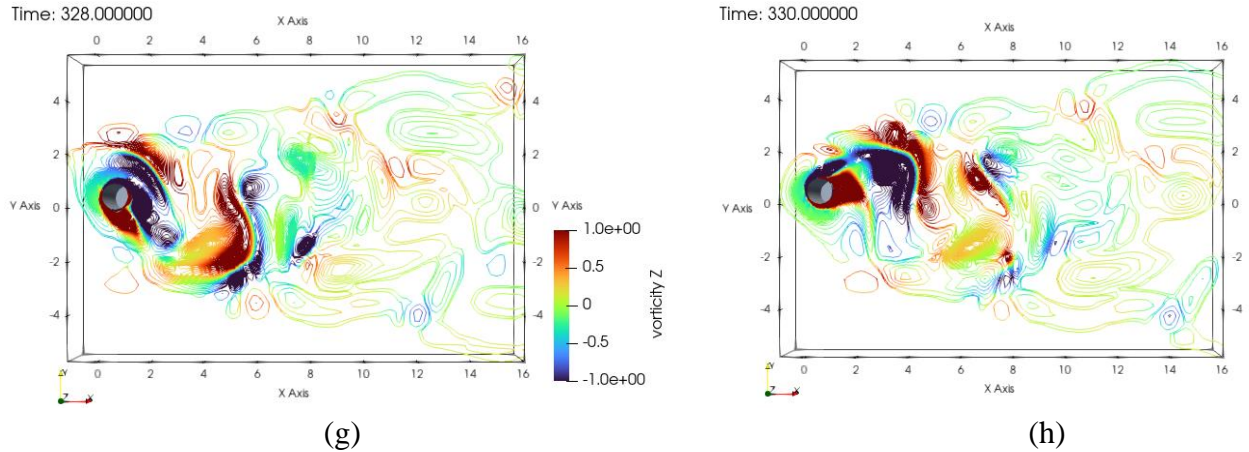 Time: 328.000000
X Axis
0 2 4 6 8 10 12 14 16
4 4
2 2
Y Axis 0 0 Y Axis
-2 -2
-4 -4
0 2 4 6 8 10 12 14 16
X Axis
1.0e+00
0.5
0
-0.5
-1.0e+00
vorticity Z
Y
Z X
(g)
Time: 330.000000
X Axis
0 2 4 6 8 10 12 14 16
4 4
2 2
Y Axis 0 0
-2 -2
-4 -4
0 2 4 6 8 10 12 14 16
X Axis
Y
Z X
(h)